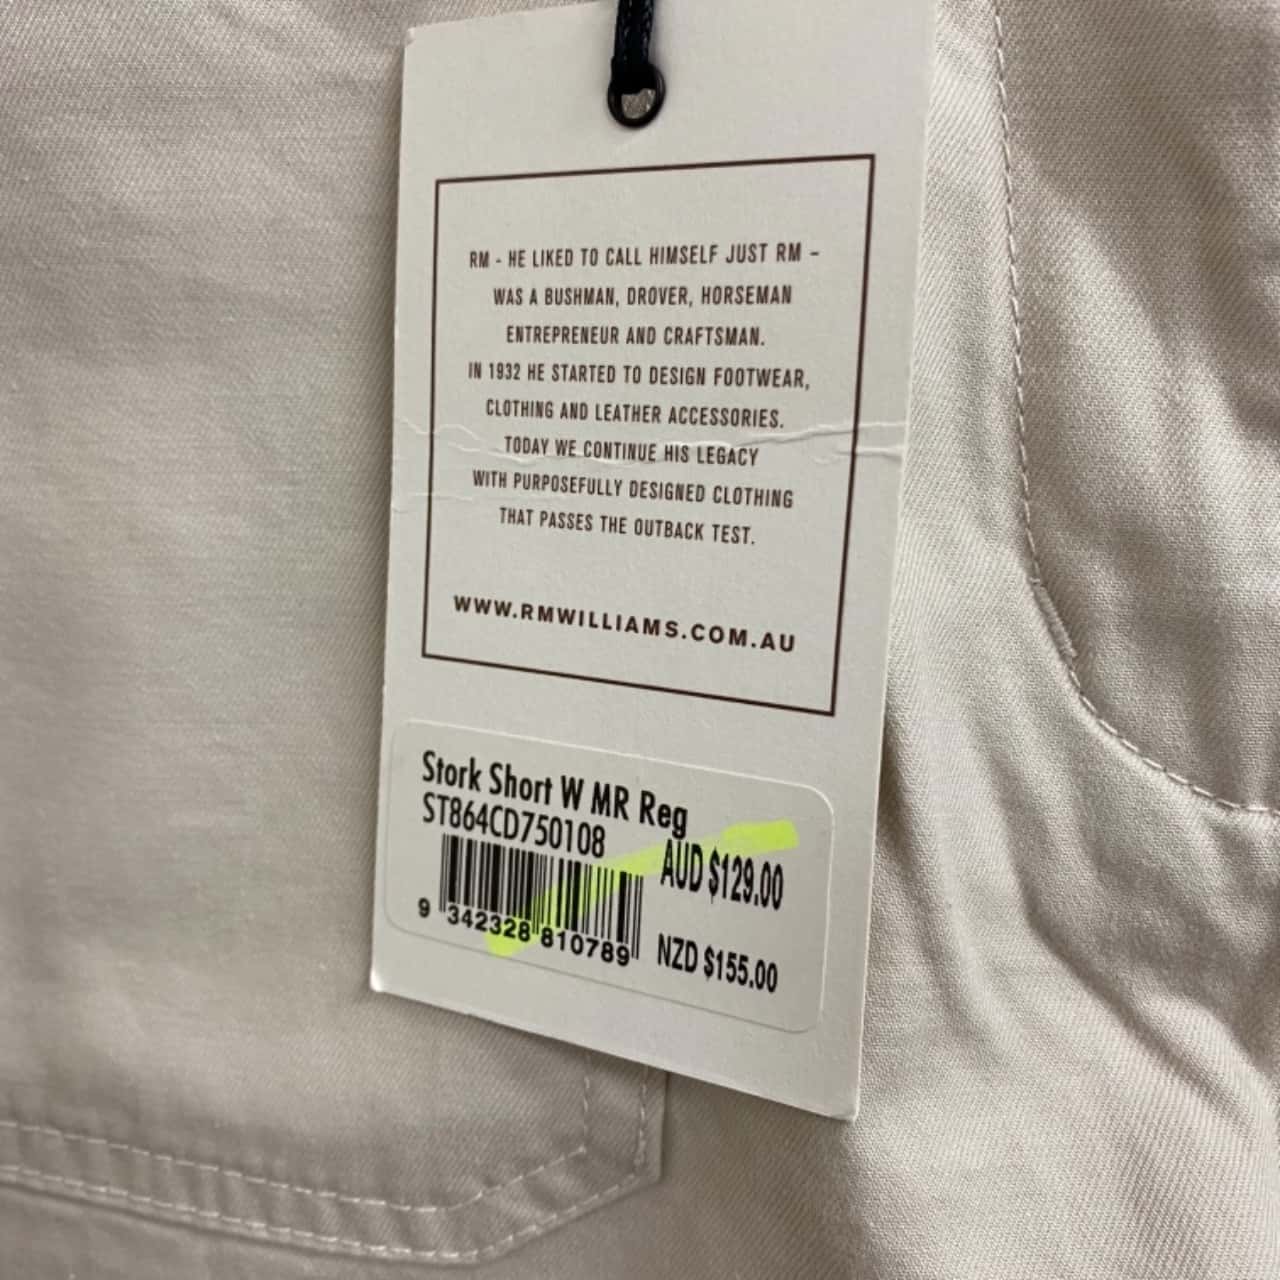 RM - HE LIKED TO CALL HIMSELF JUST RM –
WAS A BUSHMAN, DROVER, HORSEMAN
ENTREPRENEUR AND CRAFTSMAN.
IN 1932 HE STARTED TO DESIGN FOOTWEAR,
CLOTHING AND LEATHER ACCESSORIES.
TODAY WE CONTINUE HIS LEGACY
WITH PURPOSEFULLY DESIGNED CLOTHING
THAT PASSES THE OUTBACK TEST.
WWW.RMWILLIAMS.COM.AU
Stork Short W MR Reg
ST864CD750108
AUD $129.00
9 342328 810789
NZD $155.00